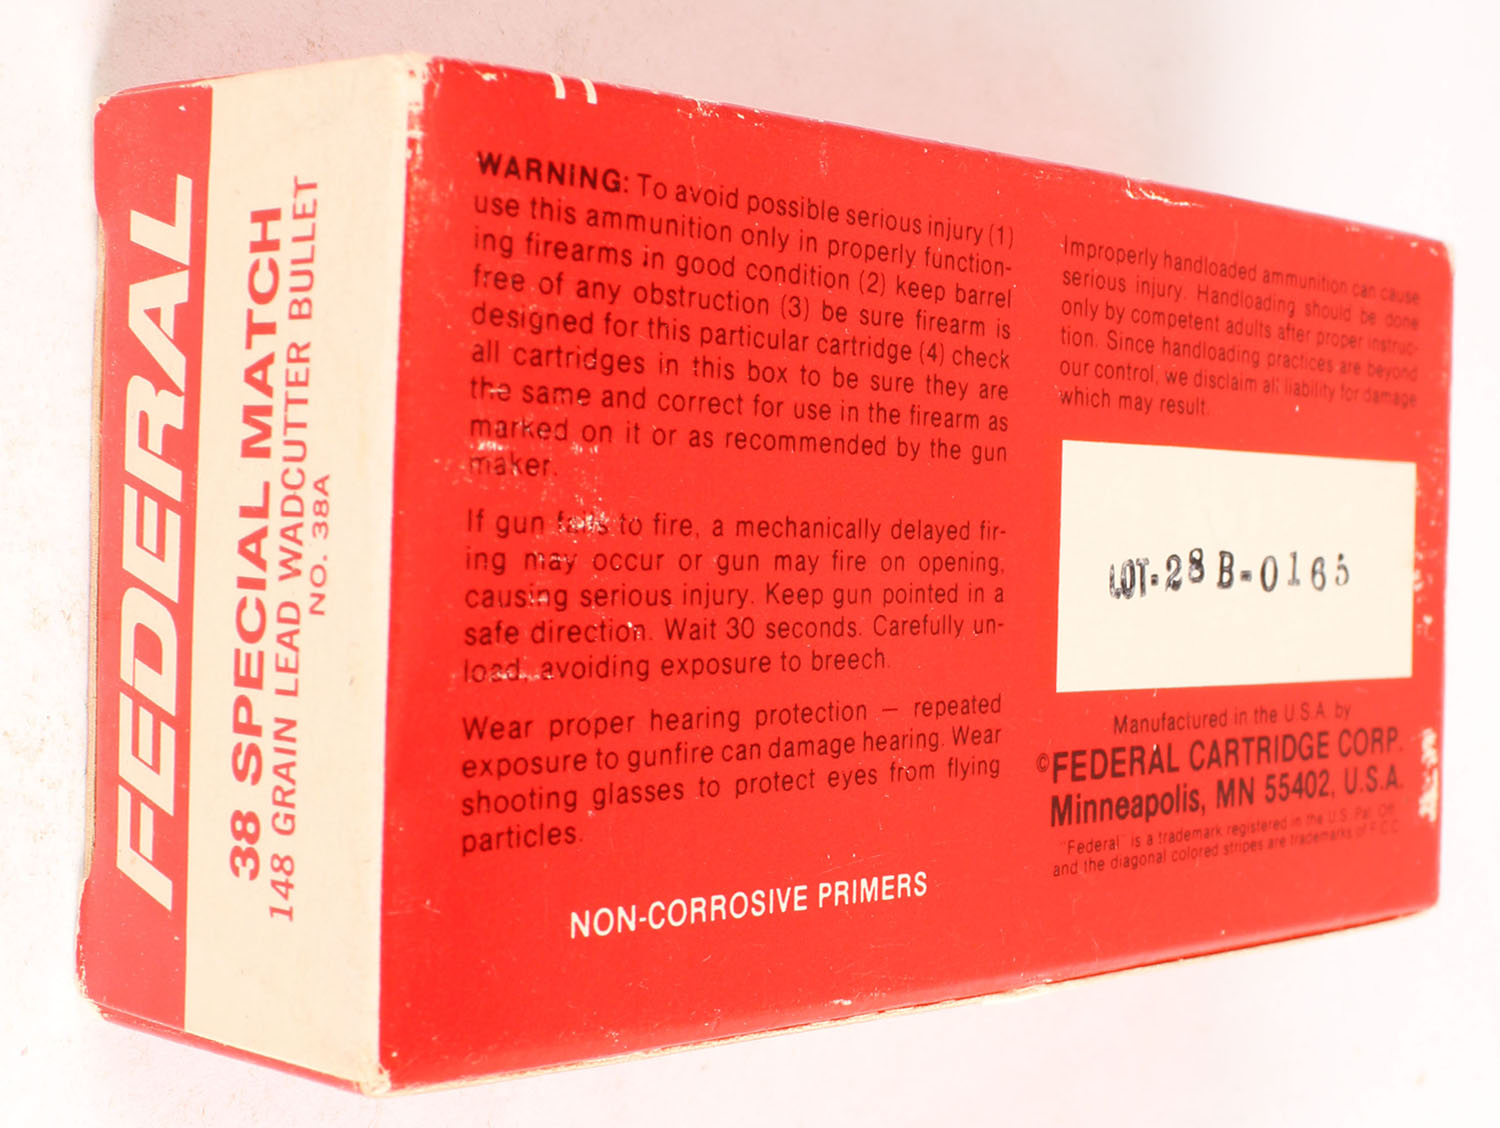 FEDERAL
38 SPECIAL MATCH
148 GRAIN LEAD WADCUTTER BULLET
NO. 38A
WARNING: To avoid possible serious injury (1)
use this ammunition only in properly function-
ing firearms in good condition (2) keep barrel
free of any obstruction (3) be sure firearm is
designed for this particular cartridge (4) check
all cartridges in this box to be sure they are
the same and correct for use in the firearm as
marked on it or as recommended by the gun
maker.
If gun fails to fire, a mechanically delayed fir-
ing may occur or gun may fire on opening,
causing serious injury. Keep gun pointed in a
safe direction. Wait 30 seconds. Carefully un-
load, avoiding exposure to breech.
Wear proper hearing protection — repeated
exposure to gunfire can damage hearing. Wear
shooting glasses to protect eyes from flying
particles.
NON-CORROSIVE PRIMERS
Improperly handloaded ammunition can cause
serious injury. Handloading should be done
only by competent adults after proper instruc-
tion. Since handloading practices are beyond
our control, we disclaim all liability for damage
which may result.
LOT-28 B-0165
Manufactured in the U.S.A. by
©FEDERAL CARTRIDGE CORP.
Minneapolis, MN 55402, U.S.A.
"Federal" is a trademark registered in the U.S. Pat. Off.
and the diagonal colored stripes are trademarks of F.C.C.